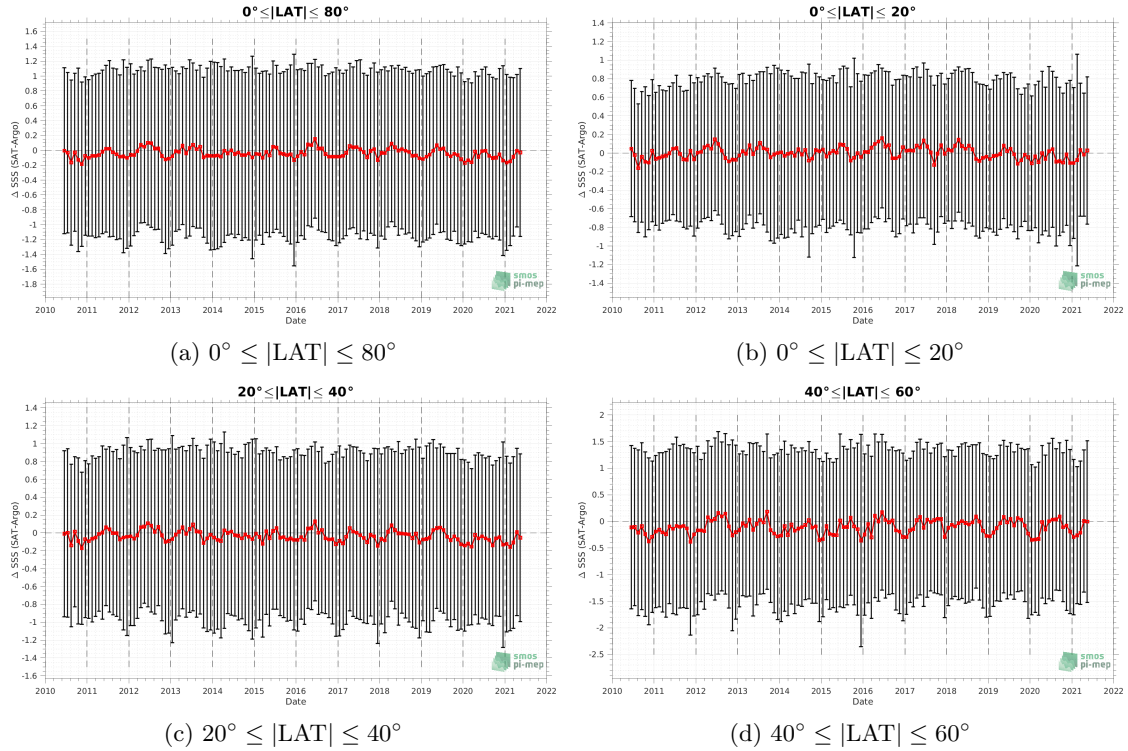 0°≤|LAT|≤ 80°
1.6
1.4
1.2
1
0.8
0.6
0.4
0.2
0
-0.2
-0.4
-0.6
-0.8
-1
-1.2
-1.4
-1.6
-1.8
Δ SSS (SAT-Argo)
2010 2011 2012 2013 2014 2015 2016 2017 2018 2019 2020 2021 2022
Date
smos
pi-mep
(a) 0° ≤ |LAT| ≤ 80°
0°≤|LAT|≤ 20°
1.4
1.2
1
0.8
0.6
0.4
0.2
0
-0.2
-0.4
-0.6
-0.8
-1
-1.2
-1.4
Δ SSS (SAT-Argo)
2010 2011 2012 2013 2014 2015 2016 2017 2018 2019 2020 2021 2022
Date
smos
pi-mep
(b) 0° ≤ |LAT| ≤ 20°
20°≤|LAT|≤ 40°
1.4
1.2
1
0.8
0.6
0.4
0.2
0
-0.2
-0.4
-0.6
-0.8
-1
-1.2
-1.4
-1.6
Δ SSS (SAT-Argo)
2010 2011 2012 2013 2014 2015 2016 2017 2018 2019 2020 2021 2022
Date
smos
pi-mep
(c) 20° ≤ |LAT| ≤ 40°
40°≤|LAT|≤ 60°
2
1.5
1
0.5
0
-0.5
-1
-1.5
-2
-2.5
Δ SSS (SAT-Argo)
2010 2011 2012 2013 2014 2015 2016 2017 2018 2019 2020 2021 2022
Date
smos
pi-mep
(d) 40° ≤ |LAT| ≤ 60°